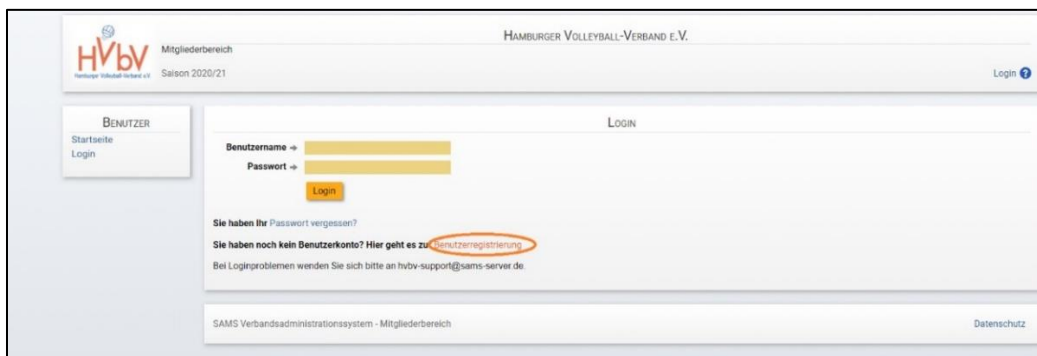 HAMBURGER VOLLEYBALL-VERBAND E.V.
HVbV
Hamburger Volleyball-Verband e.V.
Mitgliederbereich
Saison 2020/21
Login ?
BENUTZER
Startseite
Login
LOGIN
Benutzername
Passwort
Login
Sie haben Ihr Passwort vergessen?
Sie haben noch kein Benutzerkonto? Hier geht es zu Benutzerregistrierung
Bei Loginproblemen wenden Sie sich bitte an hvbv-support@sams-server.de.
SAMS Verbandsadministrationssystem - Mitgliederbereich
Datenschutz